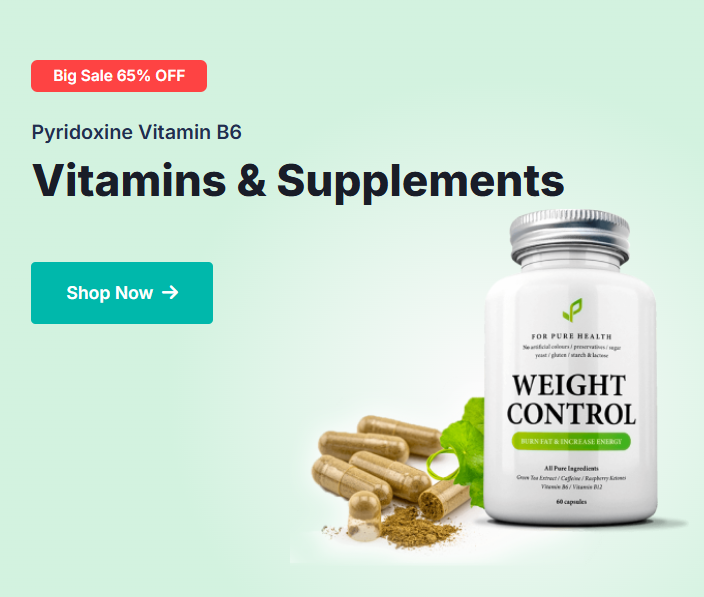 Big Sale 65% OFF
Pyridoxine Vitamin B6
Vitamins & Supplements
Shop Now
FOR PURE HEALTH
No artificial colours / preservatives / sugar
yeast / gluten / starch & lactose
WEIGHT
CONTROL
BURN FAT & INCREASE ENERGY
All Pure Ingredients
Green Tea Extract / Caffeine / Raspberry Ketones
Vitamin B6 / Vitamin B12
60 capsules